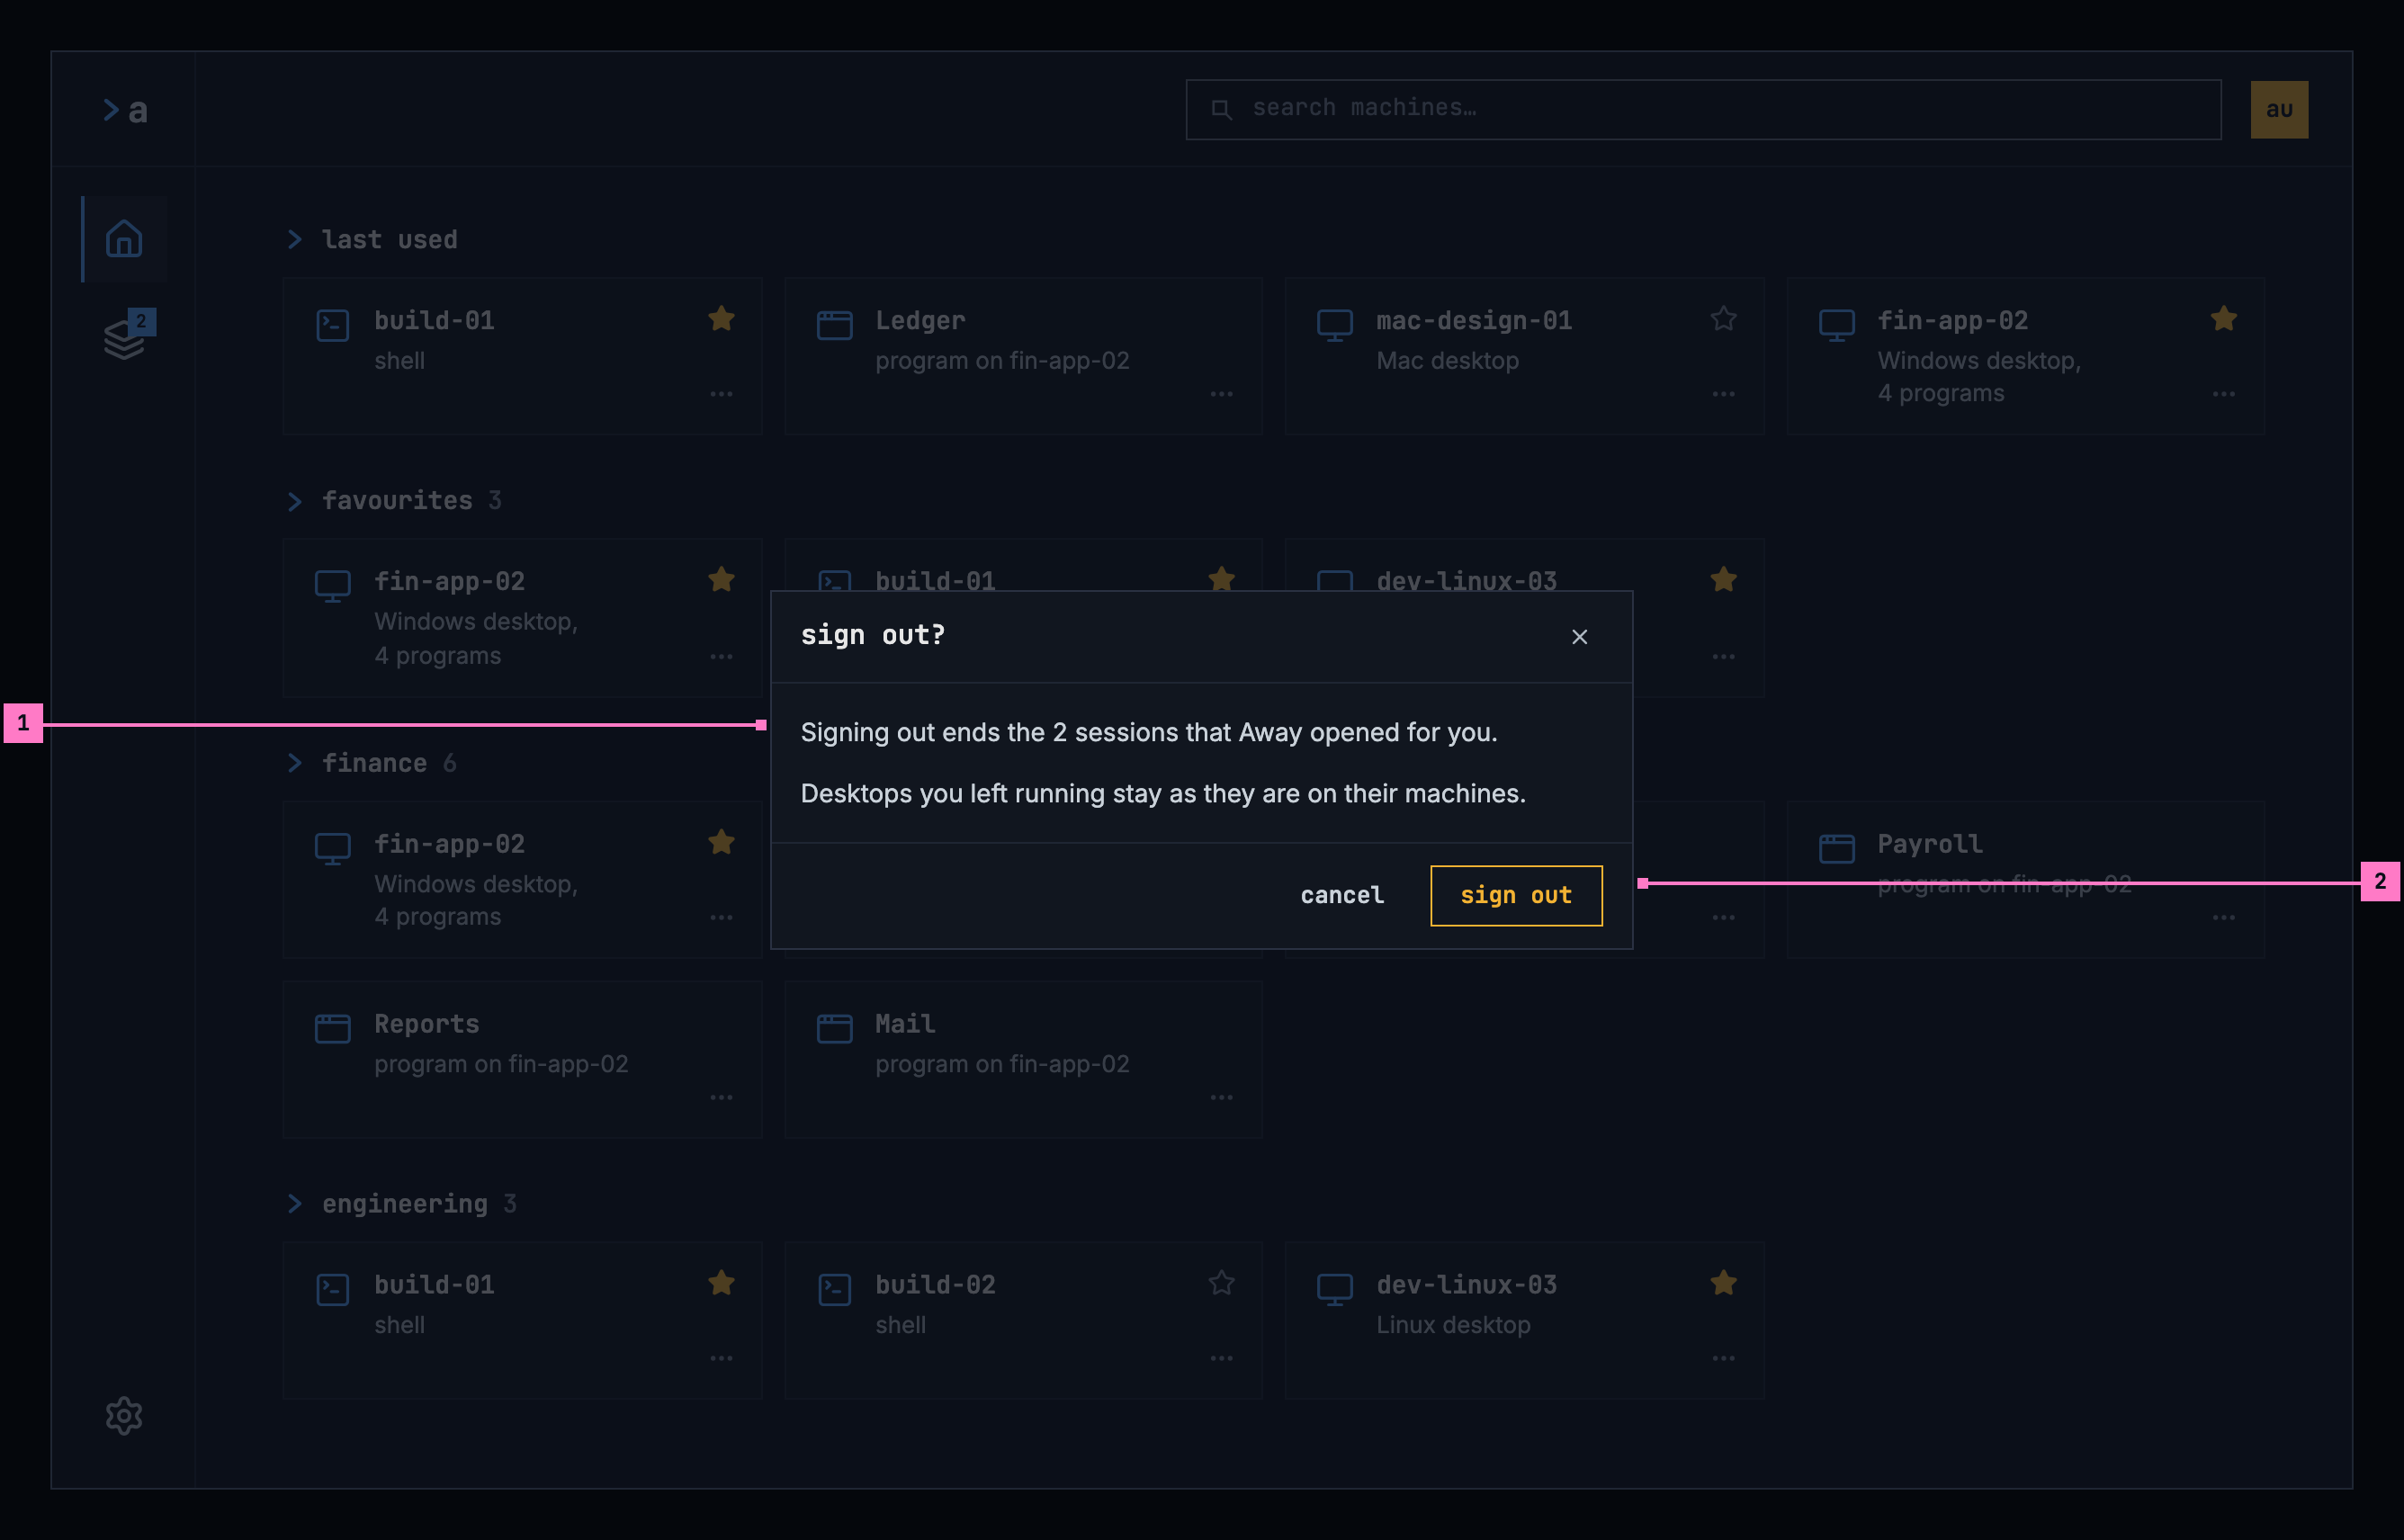 > a
search machines…
au
2
> last used
build-01
shell
Ledger
program on fin-app-02
mac-design-01
Mac desktop
fin-app-02
Windows desktop,
4 programs
> favourites 3
fin-app-02
Windows desktop,
4 programs
build-01
dev-linux-03
sign out?
Signing out ends the 2 sessions that Away opened for you.
Desktops you left running stay as they are on their machines.
cancel
sign out
1
2
> finance 6
fin-app-02
Windows desktop,
4 programs
Payroll
program on fin-app-02
Reports
program on fin-app-02
Mail
program on fin-app-02
> engineering 3
build-01
shell
build-02
shell
dev-linux-03
Linux desktop